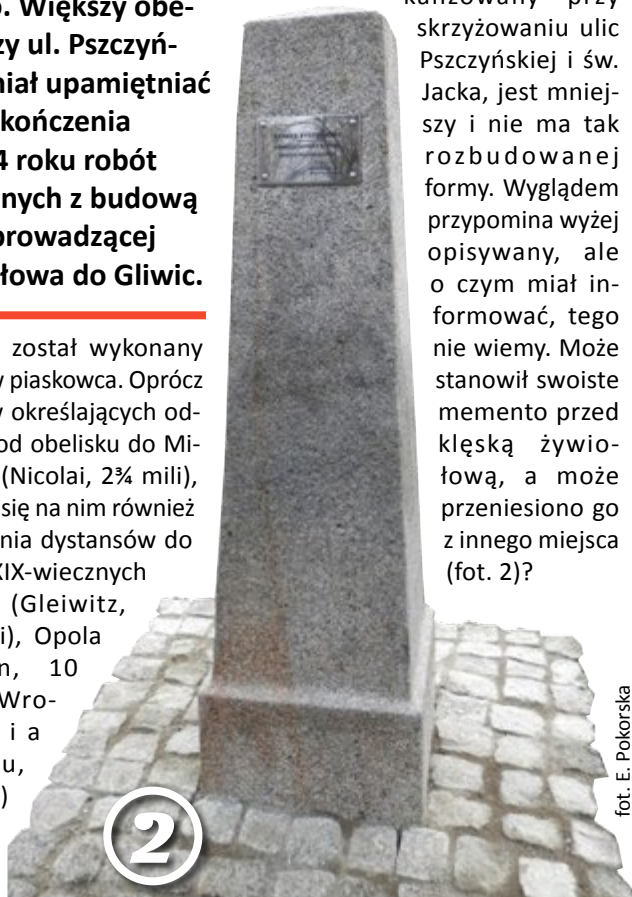 . Większy obe-
zy ul. Pszczyń-
niał upamiętniać
kończenia
4 roku robót
nych z budową
prowadzącej
łowa do Gliwic.
został wykonany
y piaskowca. Oprócz
w określających od-
od obelisku do Mi-
(Nicolai, 2¾ mili),
się na nim również
nia dystansów do
XIX-wiecznych
(Gleiwitz,
i), Opola
n, 10
Wro-
i a
u,
)
przy
skrzyżowaniu ulic
Pszczyńskiej i św.
Jacka, jest mniej-
szy i nie ma tak
rozbudowanej
formy. Wyglądem
przypomina wyżej
opisywany, ale
o czym miał in-
formować, tego
nie wiemy. Może
stanowił swoiste
memento przed
klęską żywio-
łową, a może
przeniesiono go
z innego miejsca
(fot. 2)?
fot. E. Pokorska
2